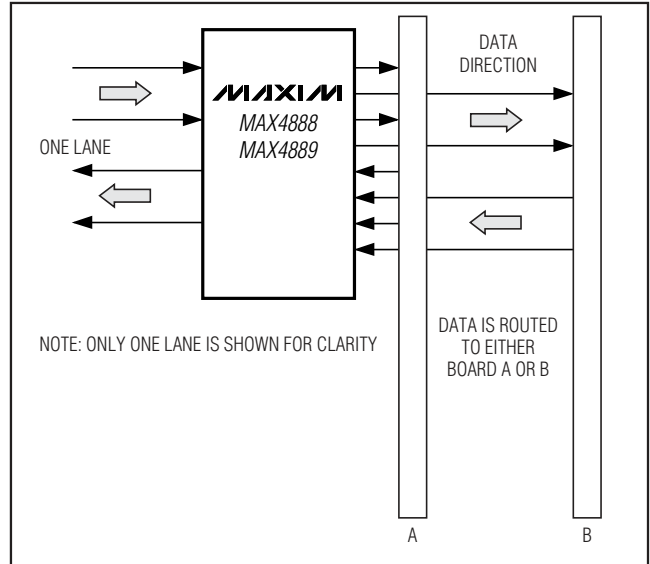 DATA
DIRECTION
MAXIM
MAX4888
MAX4889
ONE LANE
NOTE: ONLY ONE LANE IS SHOWN FOR CLARITY
DATA IS ROUTED
TO EITHER
BOARD A OR B
A
B